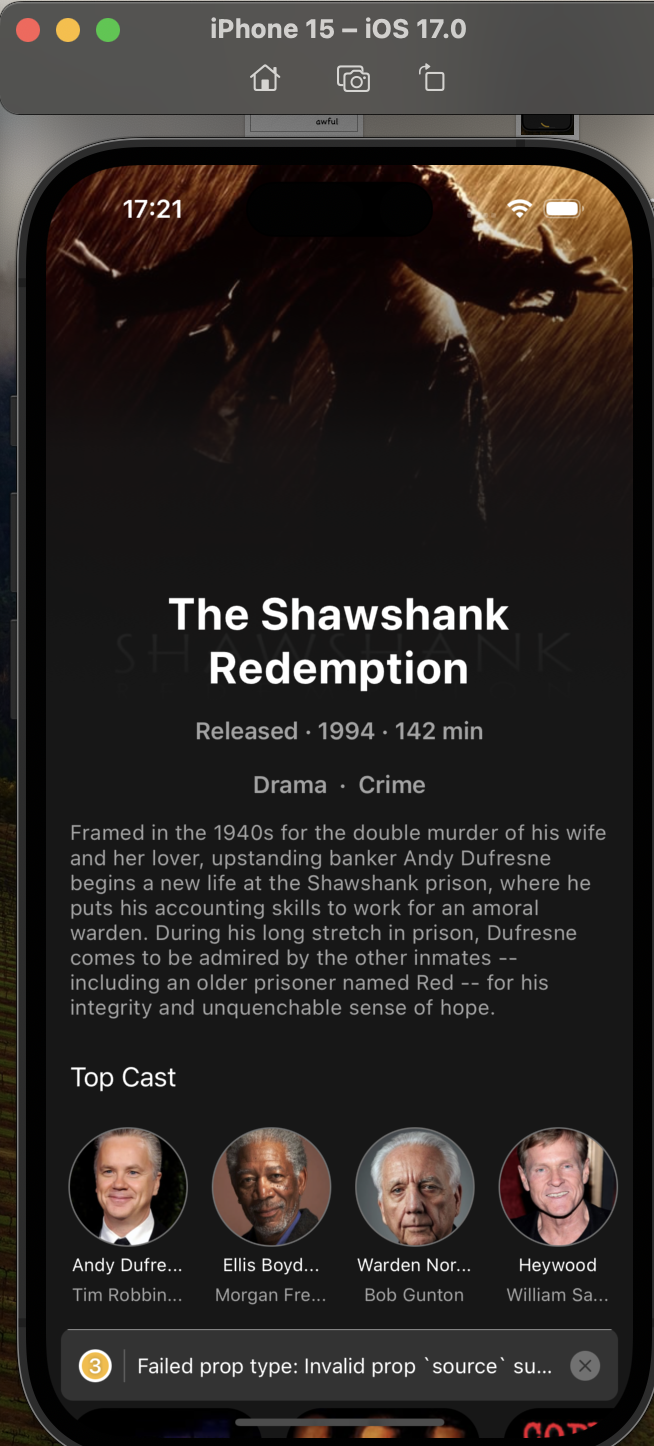 iPhone 15 – iOS 17.0
awful
17:21
SHAWSHANK
The Shawshank
Redemption
Released · 1994 · 142 min
Drama · Crime
Framed in the 1940s for the double murder of his wife
and her lover, upstanding banker Andy Dufresne
begins a new life at the Shawshank prison, where he
puts his accounting skills to work for an amoral
warden. During his long stretch in prison, Dufresne
comes to be admired by the other inmates --
including an older prisoner named Red -- for his
integrity and unquenchable sense of hope.
Top Cast
Andy Dufre... Ellis Boyd... Warden Nor... Heywood
Tim Robbin... Morgan Fre... Bob Gunton William Sa...
3 Failed prop type: Invalid prop `source` su...